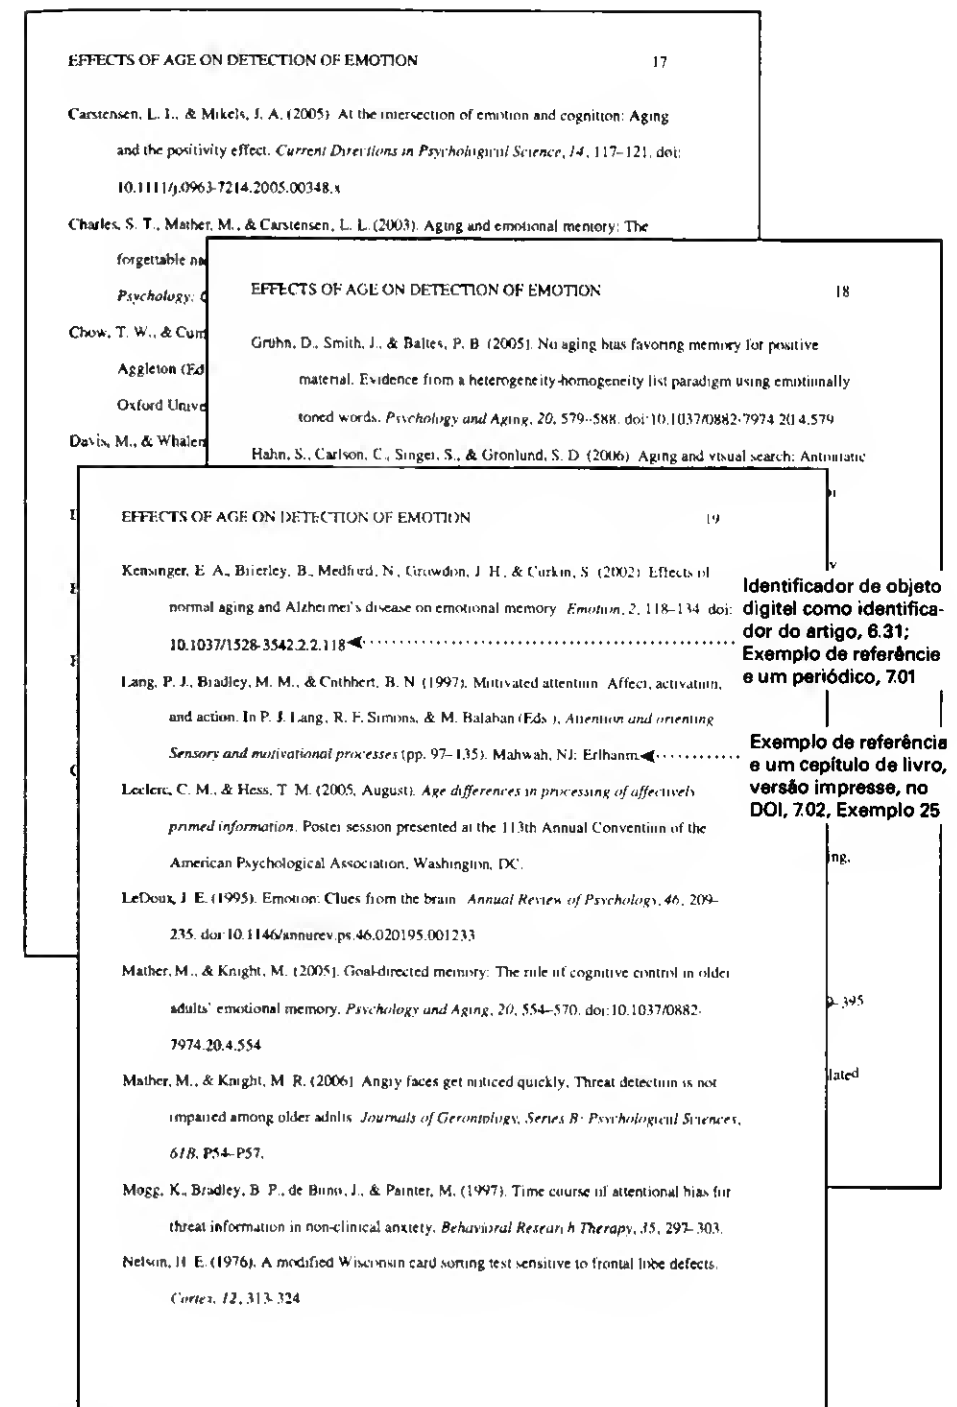 EFFECTS OF AGE ON DETECTION OF EMOTION 17
Carstensen, L. I., & Mikels, J. A. (2005) At the intersection of emotion and cognition: Aging
and the positivity effect. Current Directions in Psychological Science, 14, 117–121. doi:
10.1111/j.0963-7214.2005.00348.x
Charles, S. T., Mather, M., & Carstensen, L. L. (2003). Aging and emotional memory: The
forgettable
Psychology:
Chow, T. W., & Cum
Aggleton (Ed
Oxford Unive
Davis, M., & Whalen
EFFECTS OF AGE ON DETECTION OF EMOTION 18
Grühn, D., Smith, J., & Baltes, P. B (2005). No aging bias favoring memory for positive
material. Evidence from a heterogeneity-homogeneity list paradigm using emotionally
toned words. Psychology and Aging, 20, 579–588. doi:10.1037/0882-7974 20 4.579
Hahn, S., Carlson, C., Singer, S., & Gronlund, S. D (2006) Aging and visual search: Automatic
EFFECTS OF AGE ON DETECTION OF EMOTION 19
Kensinger, E A., Brierley, B., Medford, N., Growdon, J H., & Corkin, S (2002) Effects of
normal aging and Alzheimer's disease on emotional memory Emotion, 2, 118–134 doi:
10.1037/1528-3542.2.2.118
Lang, P. J., Bradley, M. M., & Cuthbert, B. N (1997). Motivated attention Affect, activation,
and action. In P. J. Lang, R. F. Simons, & M. Balaban (Eds ), Attention and orienting
Sensory and motivational processes (pp. 97–135). Mahwah, NJ: Erlbaum.
Leclerc, C. M., & Hess, T M. (2005, August). Age differences in processing of affectively
primed information. Poster session presented at the 113th Annual Convention of the
American Psychological Association, Washington, DC.
LeDoux, J E. (1995). Emotion: Clues from the brain Annual Review of Psychology, 46, 209–
235. doi 10.1146/annurev.ps.46.020195.001233
Mather, M., & Knight, M. (2005). Goal-directed memory: The role of cognitive control in older
adults' emotional memory. Psychology and Aging, 20, 554–570. doi:10.1037/0882-
7974.20.4.554
Mather, M., & Knight, M R. (2006) Angry faces get noticed quickly, Threat detection is not
impaired among older adults Journals of Gerontology, Series B: Psychological Sciences,
61B, P54–P57.
Mogg, K., Bradley, B P., de Bono, J., & Painter, M. (1997). Time course of attentional bias for
threat information in non-clinical anxiety. Behavioral Research Therapy, 35, 297–303.
Nelson, H E. (1976). A modified Wisconsin card sorting test sensitive to frontal lobe defects.
Cortex, 12, 313-324
Identificador de objeto
digitel como identifica-
dor do artigo, 6.31;
Exemplo de referêncie
e um periódico, 7.01
Exemplo de referência
e um cepítulo de livro,
versão impresse, no
DOI, 7.02, Exemplo 25
ng.
395
lated